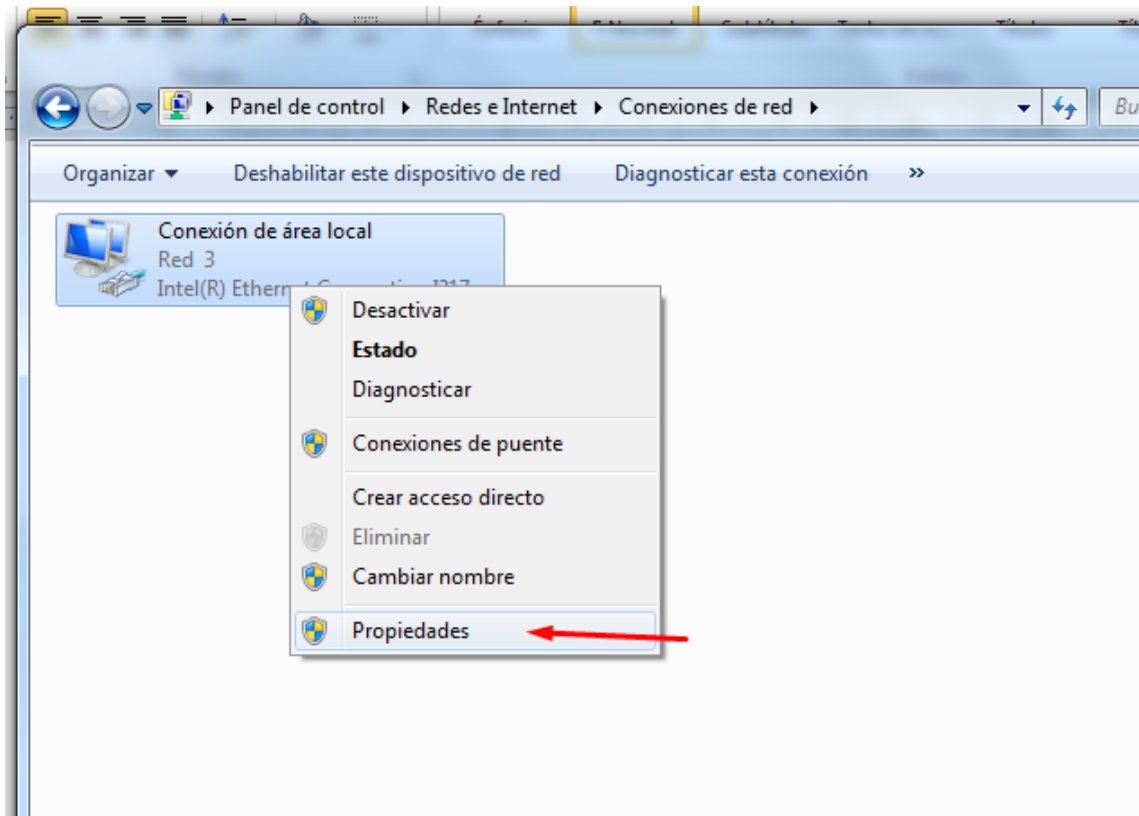 Panel de control Redes e Internet Conexiones de red Bu
Organizar Deshabilitar este dispositivo de red Diagnosticar esta conexión »
Conexión de área local
Red 3
Intel(R)
Desactivar
Estado
Diagnosticar
Conexiones de puente
Crear acceso directo
Eliminar
Cambiar nombre
Propiedades